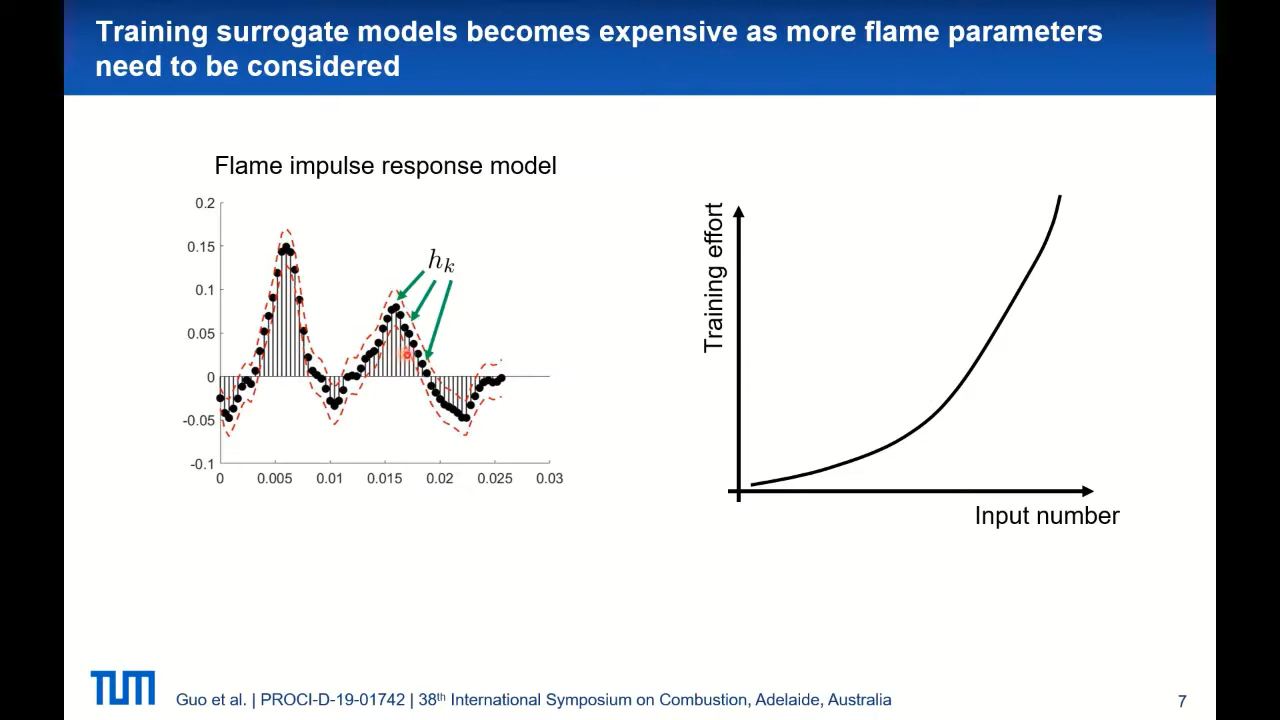 Training surrogate models becomes expensive as more flame parameters
need to be considered
Flame impulse response model
0.2
0.15
0.1
0.05
0
-0.05
-0.1
0
0.005
0.01
0.015
0.02
0.025
0.03
h_k
Training effort
Input number
TUM
Guo et al. | PROCI-D-19-01742 | 38th International Symposium on Combustion, Adelaide, Australia
7